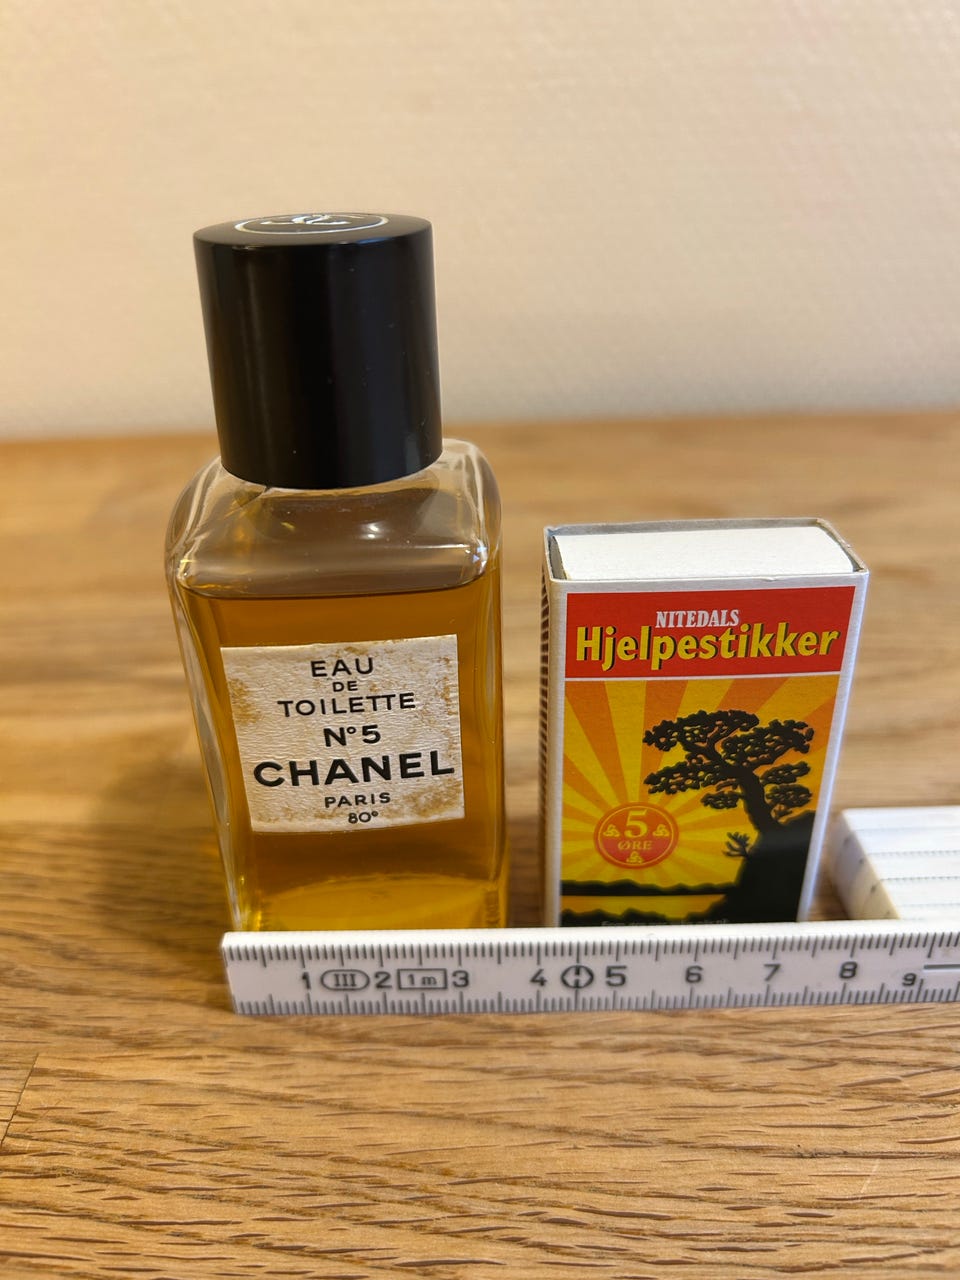 EAU
DE
TOILETTE
N°5
CHANEL
PARIS
80°
NITEDALS
Hjelpestikker
5
ØRE
1 III 2 1m 3 4 5 6 7 8 9